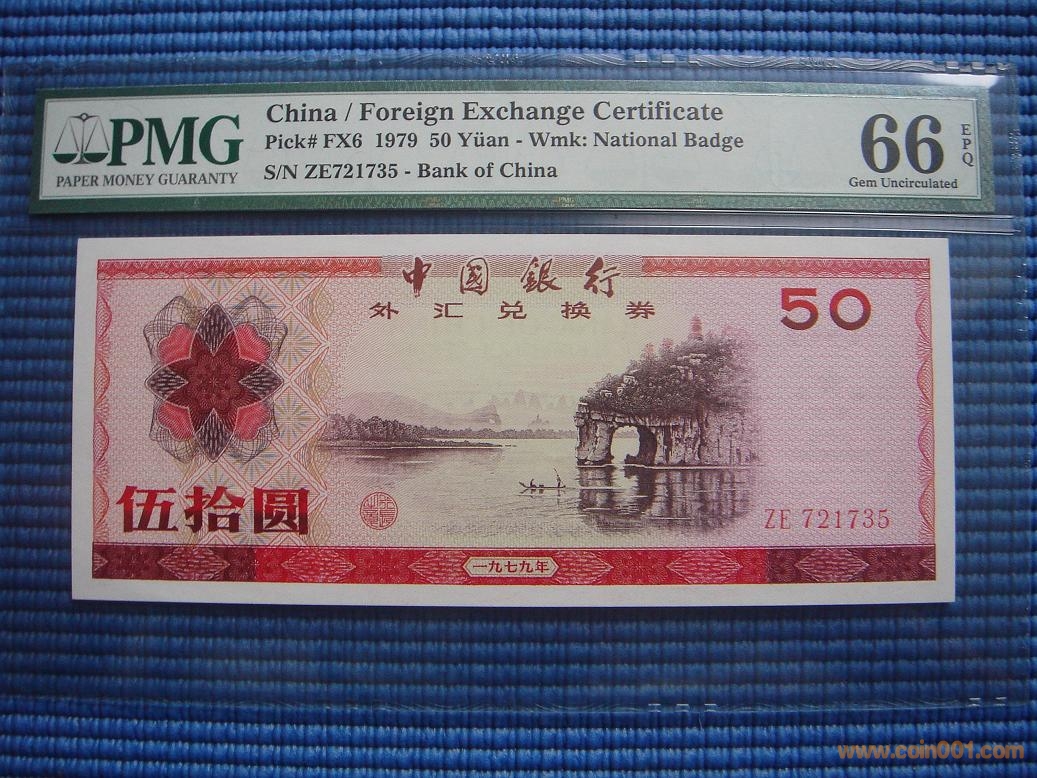 PMG
PAPER MONEY GUARANTY
China / Foreign Exchange Certificate
Pick# FX6 1979 50 Yüan - Wmk: National Badge
S/N ZE721735 - Bank of China
66
EPQ
Gem Uncirculated
中国銀行
外汇兑换券
50
伍拾圆
ZE 721735
一九七九年
www.coin001.com